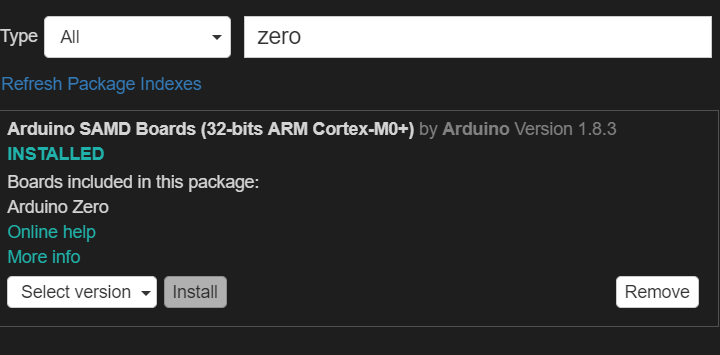 Type All zero
Refresh Package Indexes
Arduino SAMD Boards (32-bits ARM Cortex-M0+) by Arduino Version 1.8.3
INSTALLED
Boards included in this package:
Arduino Zero
Online help
More info
Select version Install Remove